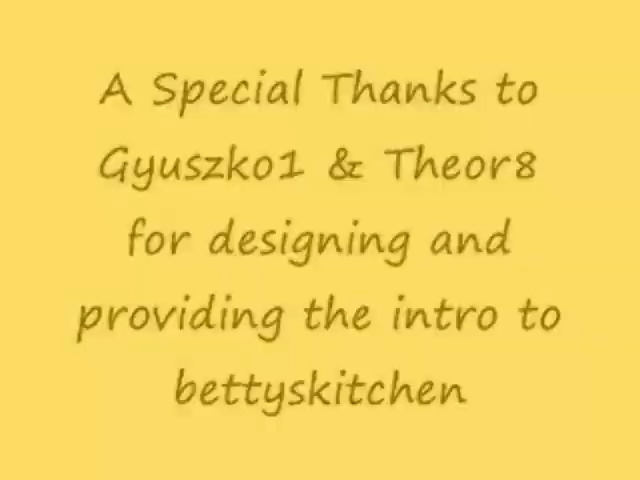 A Special Thanks to
Gyuszko1 & Theor8
for designing and
providing the intro to
bettyskitchen